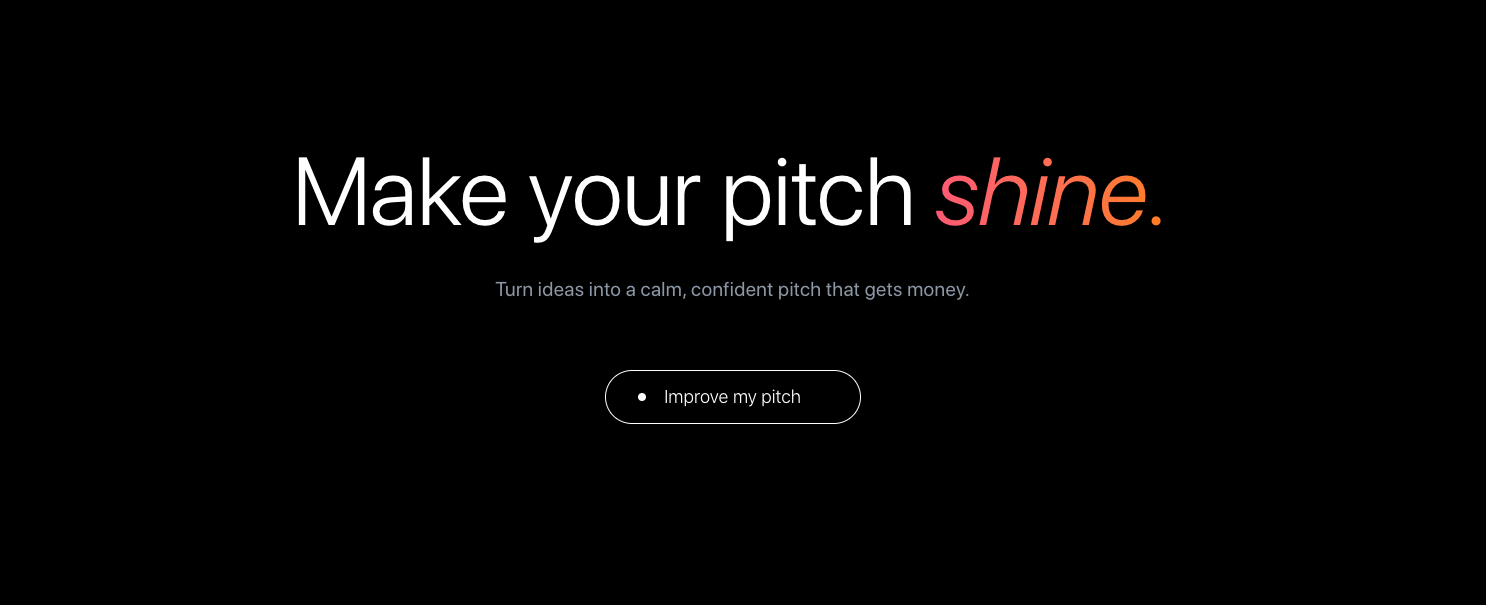 Make your pitch shine.
Turn ideas into a calm, confident pitch that gets money.
Improve my pitch